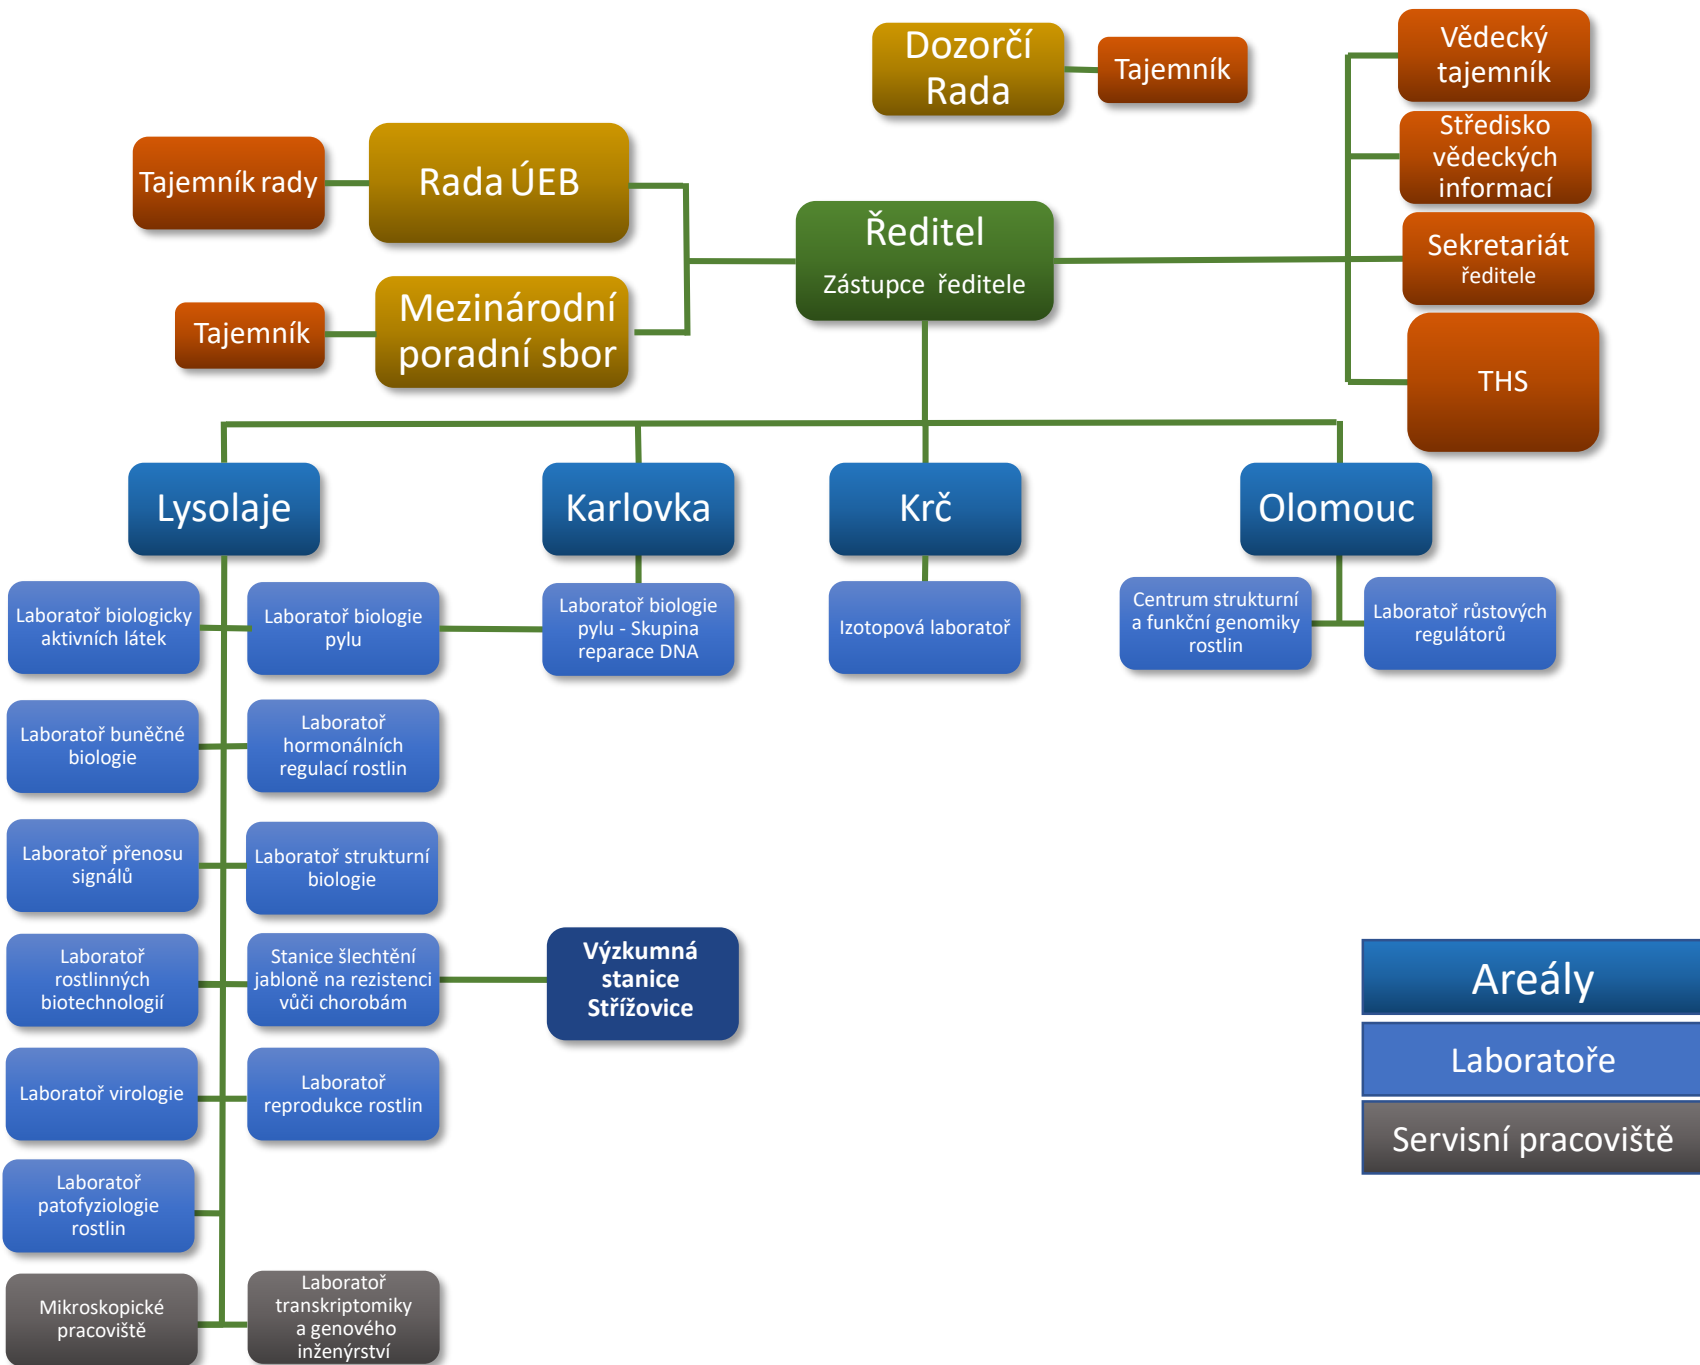 Dozorčí
Rada
Tajemník
Vědecký
tajemník
Středisko
vědeckých
informací
Tajemník rady
Rada ÚEB
Ředitel
Zástupce ředitele
Sekretariát
ředitele
Tajemník
Mezinárodní
poradní sbor
THS
Lysolaje
Karlovka
Krč
Olomouc
Laboratoř biologicky
aktivních látek
Laboratoř biologie
pylu
Laboratoř biologie
pylu - Skupina
reparace DNA
Izotopová laboratoř
Centrum strukturní
a funkční genomiky
rostlin
Laboratoř růstových
regulátorů
Laboratoř buněčné
biologie
Laboratoř
hormonálních
regulací rostlin
Laboratoř přenosu
signálů
Laboratoř strukturní
biologie
Laboratoř
rostlinných
biotechnologií
Stanice šlechtění
jabloně na rezistenci
vůči chorobám
Výzkumná
stanice
Střížovice
Areály
Laboratoře
Servisní pracoviště
Laboratoř virologie
Laboratoř
reprodukce rostlin
Laboratoř
patofyziologie
rostlin
Mikroskopické
pracoviště
Laboratoř
transkriptomiky
a genového
inženýrství